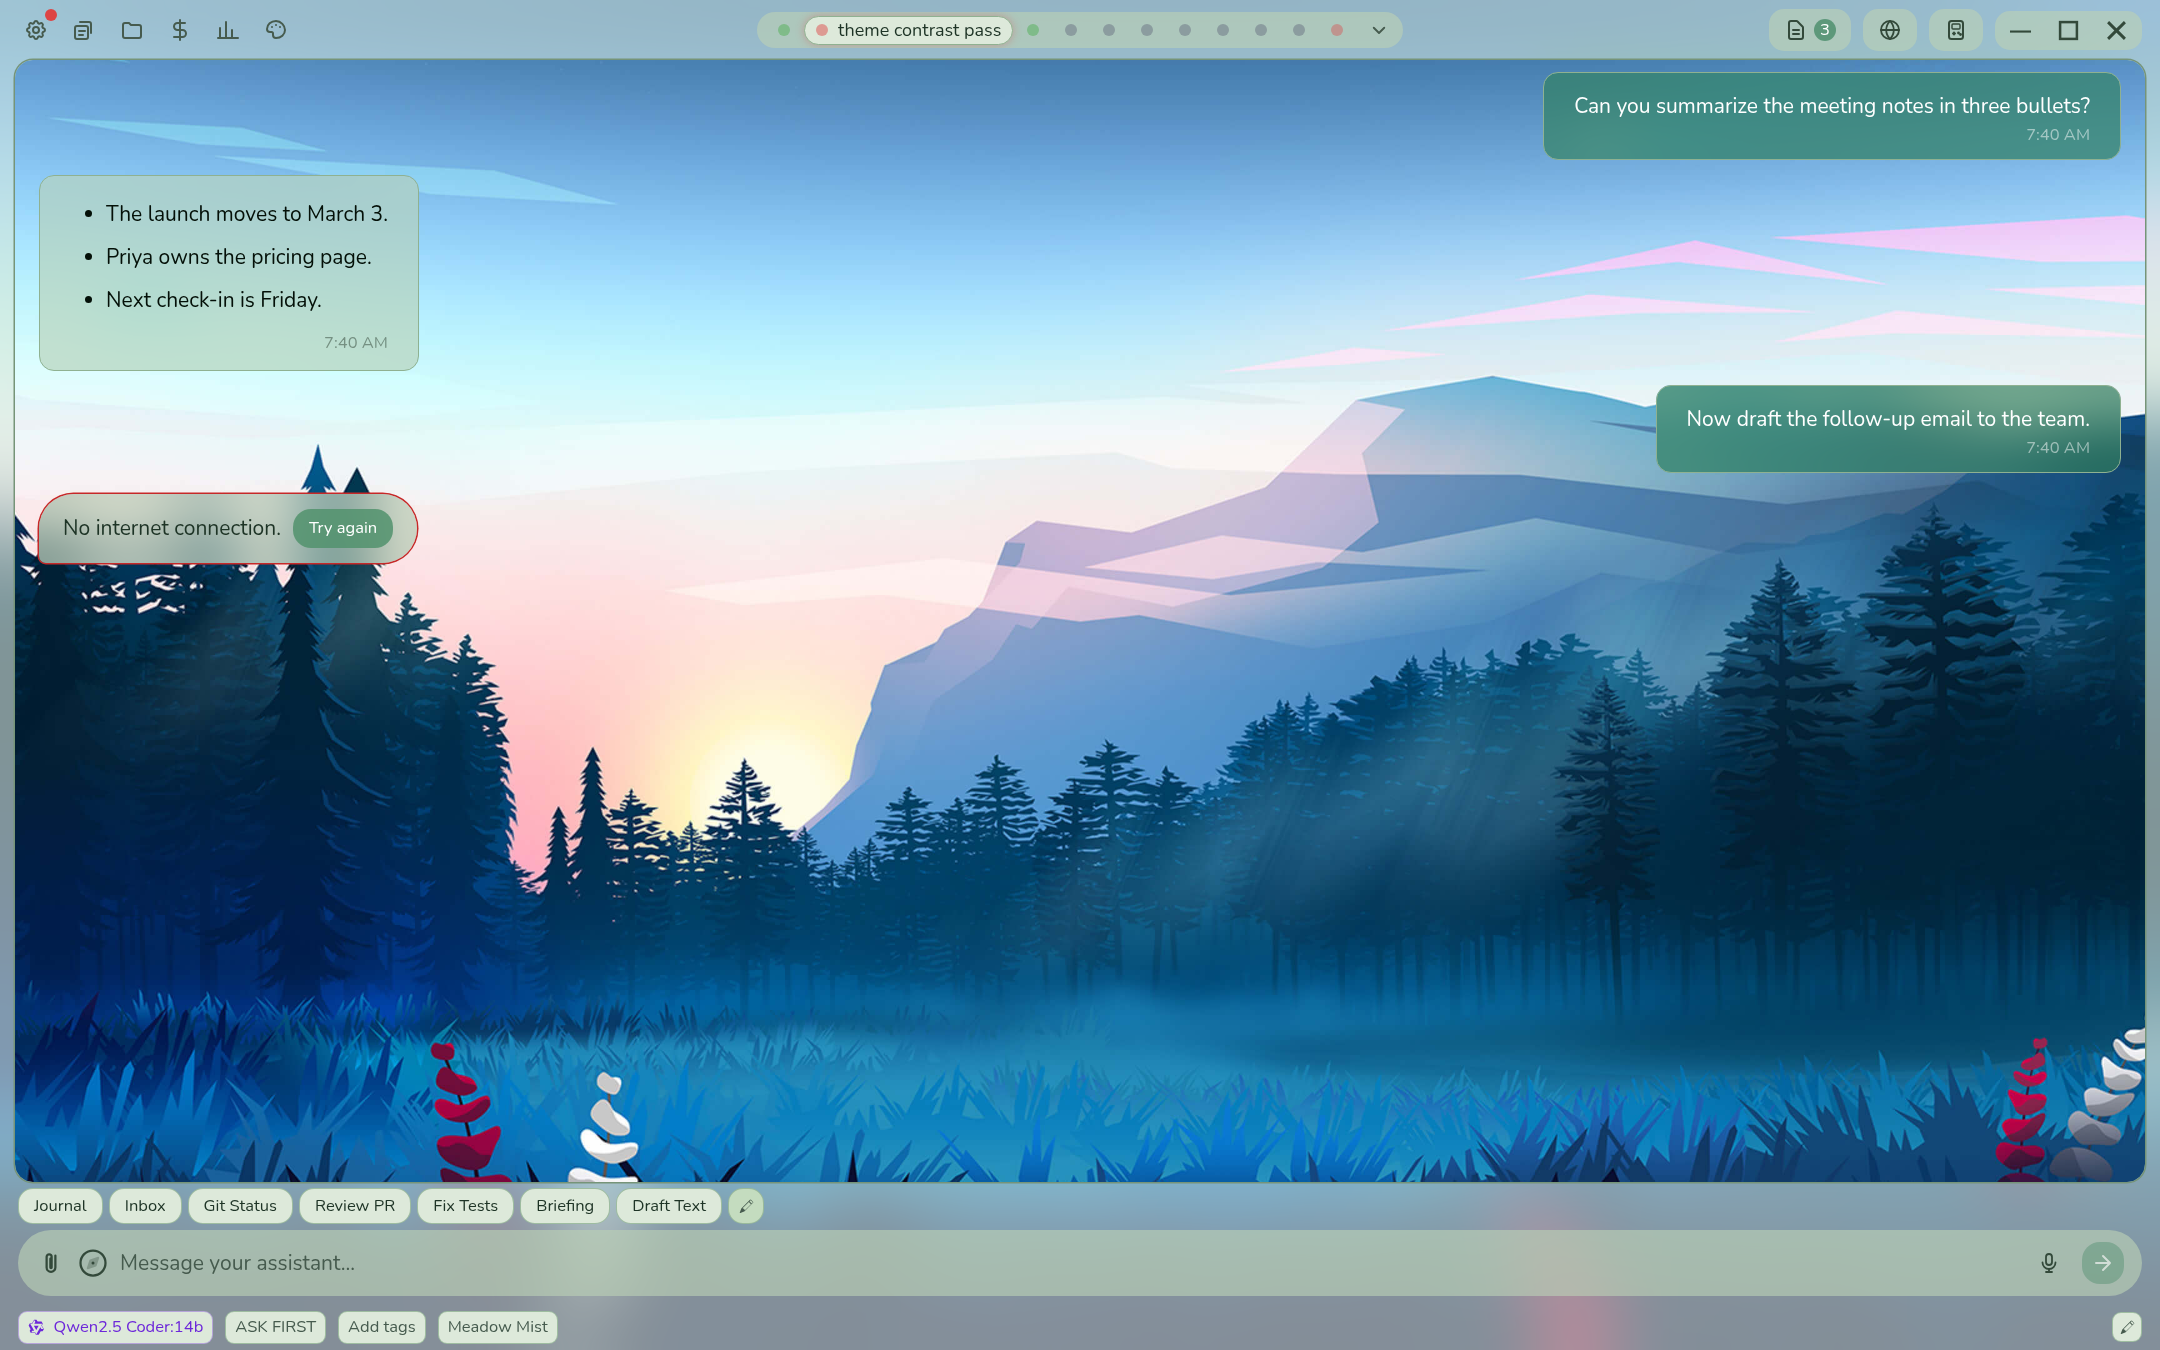 theme contrast pass
3
Can you summarize the meeting notes in three bullets?
7:40 AM
The launch moves to March 3.
Priya owns the pricing page.
Next check-in is Friday.
7:40 AM
Now draft the follow-up email to the team.
7:40 AM
No internet connection. Try again
Journal Inbox Git Status Review PR Fix Tests Briefing Draft Text
Message your assistant...
Qwen2.5 Coder:14b ASK FIRST Add tags Meadow Mist